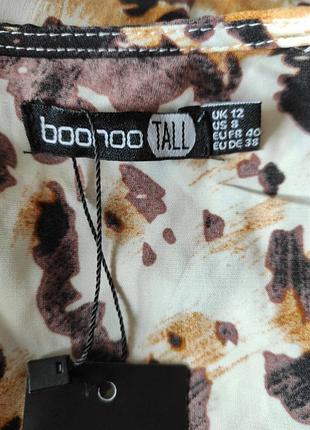 boohoo TALL
UK 12
US 8
EU FR 40
EU DE 38